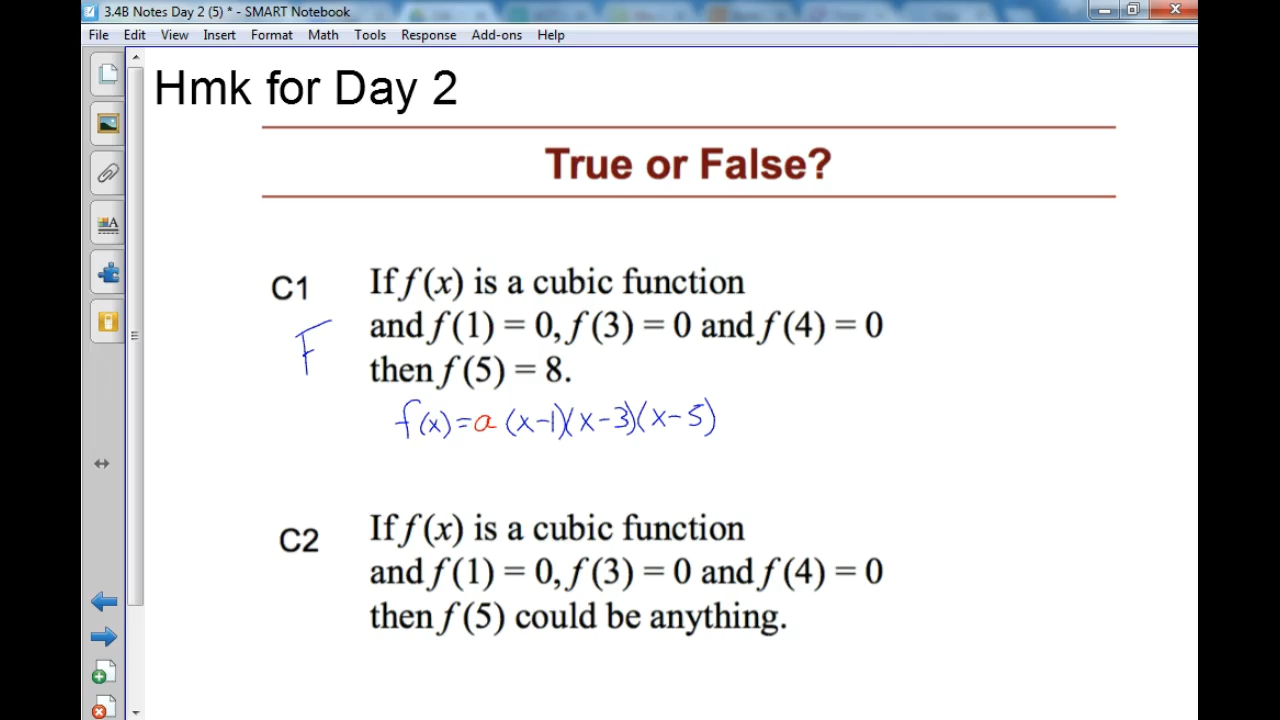 3.4B Notes Day 2 (5) * - SMART Notebook
File Edit View Insert Format Math Tools Response Add-ons Help
Hmk for Day 2
True or False?
C1 If f (x) is a cubic function
and f (1) = 0, f (3) = 0 and f (4) = 0
F
then f (5) = 8.
f(x) = a (x-1)(x-3)(x-5)
C2 If f (x) is a cubic function
and f (1) = 0, f (3) = 0 and f (4) = 0
then f (5) could be anything.